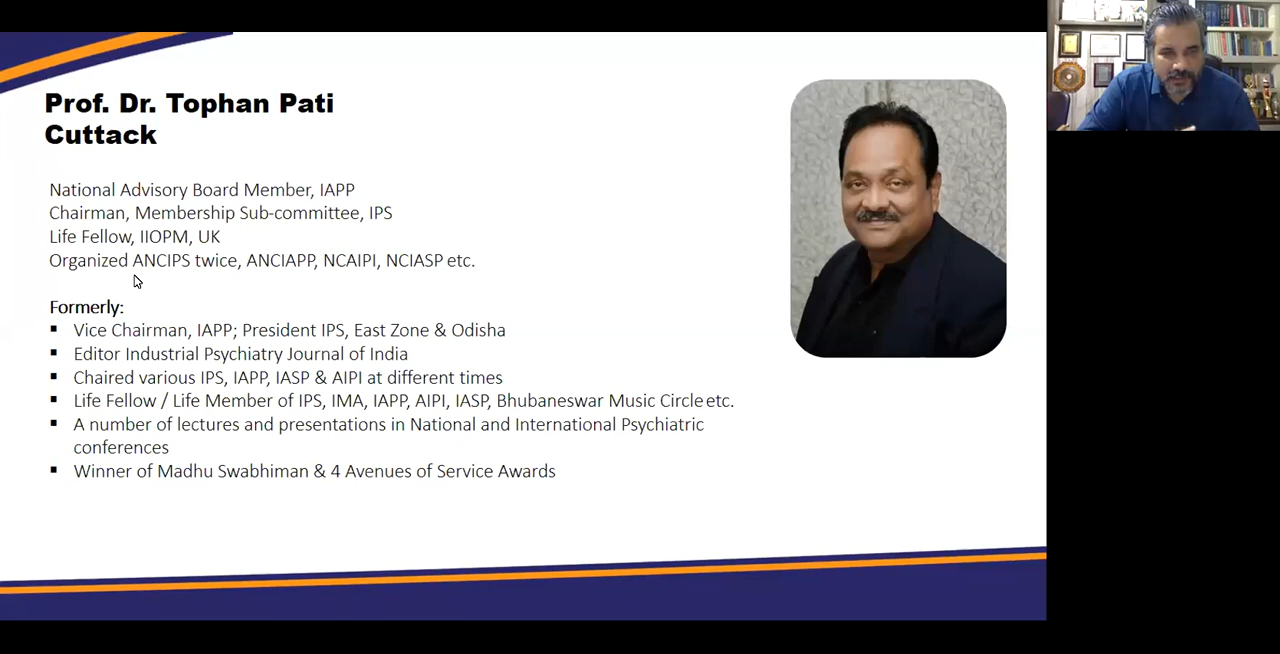 Prof. Dr. Tophan Pati
Cuttack
National Advisory Board Member, IAPP
Chairman, Membership Sub-committee, IPS
Life Fellow, IIOPM, UK
Organized ANCIPS twice, ANCIAPP, NCAIPI, NCIASP etc.
Formerly:
▪ Vice Chairman, IAPP; President IPS, East Zone & Odisha
▪ Editor Industrial Psychiatry Journal of India
▪ Chaired various IPS, IAPP, IASP & AIPI at different times
▪ Life Fellow / Life Member of IPS, IMA, IAPP, AIPI, IASP, Bhubaneswar Music Circle etc.
▪ A number of lectures and presentations in National and International Psychiatric
conferences
▪ Winner of Madhu Swabhiman & 4 Avenues of Service Awards